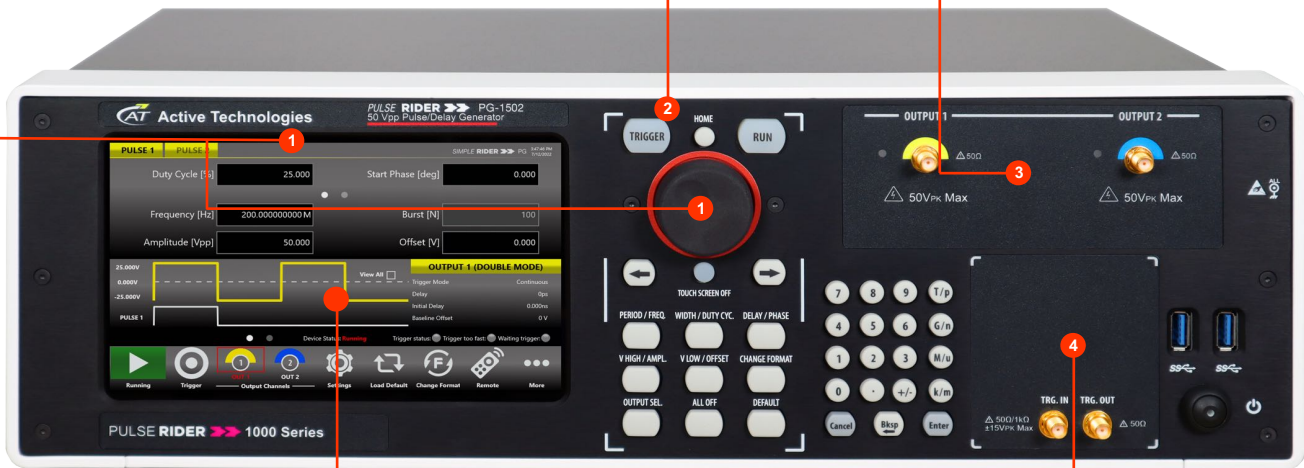 AT Active Technologies
PULSE RIDER PG-1502
50 Vpp Pulse/Delay Generator
1
PULSE 1
SIMPLE RIDER PG
Duty Cycle [%] 25.000
Start Phase [deg] 0.000
Frequency [Hz] 200.000000000 M
Burst [N] 100
Amplitude [Vpp] 50.000
Offset [V] 0.000
25.000V
0.000V
-25.000V
PULSE 1
View All
OUTPUT 1 (DOUBLE MODE)
Trigger Mode Continuous
Delay 0ps
Initial Delay 0.000ns
Baseline Offset 0 V
Device Status: Running
Trigger status: Trigger too fast: Waiting trigger:
Running
Trigger
1
2
OUT 2
Output Channels
Settings
Load Default
F
Change Format
Remote
More
PULSE RIDER 1000 Series
2
TRIGGER
HOME
RUN
1
TOUCH SCREEN OFF
PERIOD / FREQ.
WIDTH / DUTY CYC.
DELAY / PHASE
V HIGH / AMPL.
V LOW / OFFSET
CHANGE FORMAT
OUTPUT SEL.
ALL OFF
DEFAULT
7 8 9 T/p
4 5 6 G/n
1 2 3 M/u
0 · +/- k/m
Cancel Bksp Enter
OUTPUT 1
50Ω
50VPK Max
3
OUTPUT 2
50Ω
50VPK Max
ALL
4
TRG. IN
TRG. OUT
50Ω/1kΩ
±15VPK Max
50Ω
SS
SS